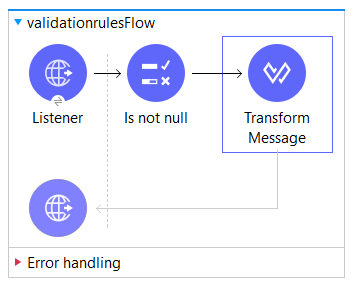 validationrulesFlow
Listener
Is not null
Transform
Message
Error handling